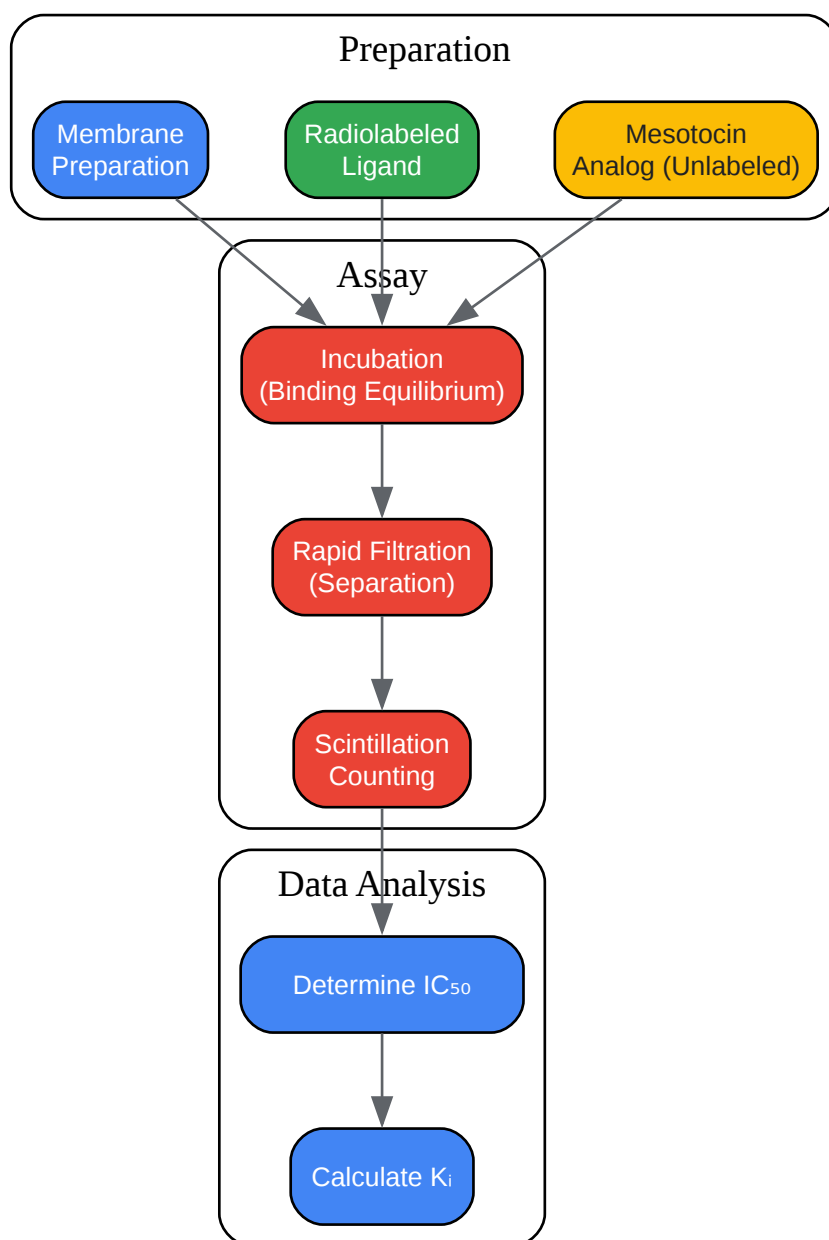 Preparation
Membrane
Preparation
Radiolabeled
Ligand
Mesotocin
Analog (Unlabeled)
Assay
Incubation
(Binding Equilibrium)
Rapid Filtration
(Separation)
Scintillation
Counting
Data Analysis
Determine IC₅₀
Calculate Kᵢ